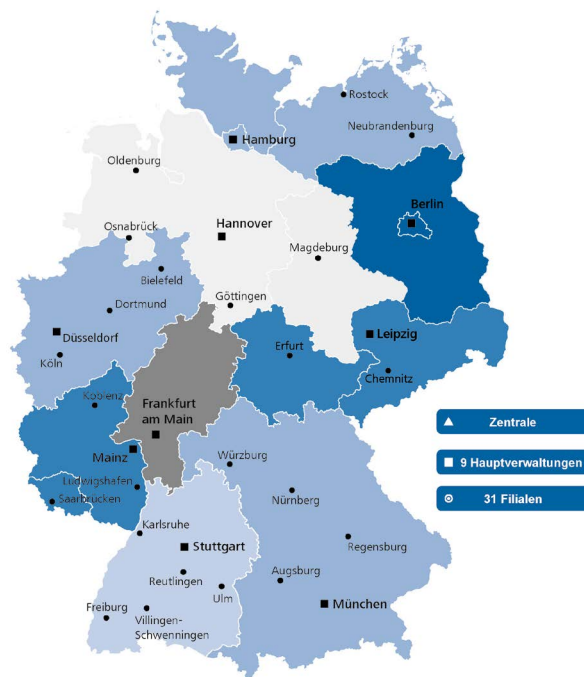 Rostock
Neubrandenburg
Hamburg
Oldenburg
Berlin
Osnabrück
Hannover
Magdeburg
Bielefeld
Göttingen
Dortmund
Düsseldorf
Leipzig
Erfurt
Köln
Chemnitz
Koblenz
Frankfurt
am Main
Zentrale
Mainz
Würzburg
9 Hauptverwaltungen
Ludwigshafen
Saarbrücken
Nürnberg
31 Filialen
Karlsruhe
Stuttgart
Regensburg
Reutlingen
Augsburg
Ulm
Freiburg
München
Villingen-
Schwenningen